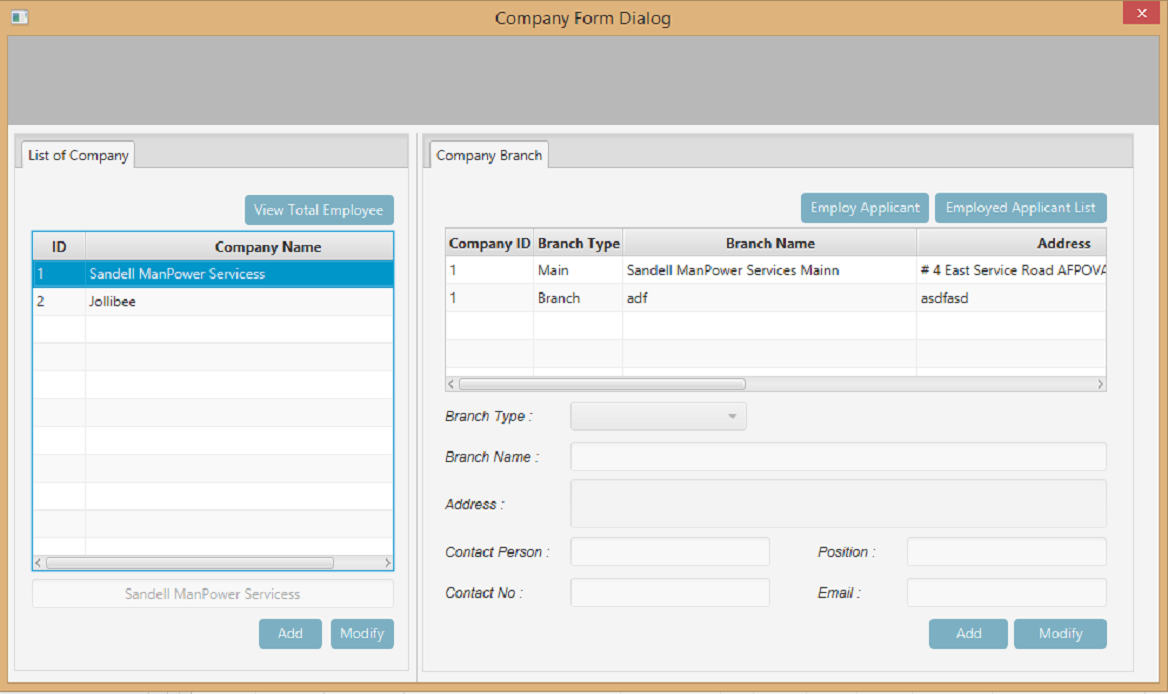 Company Form Dialog
List of Company
View Total Employee
ID Company Name
1 Sandell ManPower Servicess
2 Jollibee
Sandell ManPower Servicess
Add Modify
Company Branch
Employ Applicant Employed Applicant List
Company ID Branch Type Branch Name Address
1 Main Sandell ManPower Services Mainn # 4 East Service Road AFPOVA
1 Branch adf asdfasd
Branch Type :
Branch Name :
Address :
Contact Person : Position :
Contact No : Email :
Add Modify